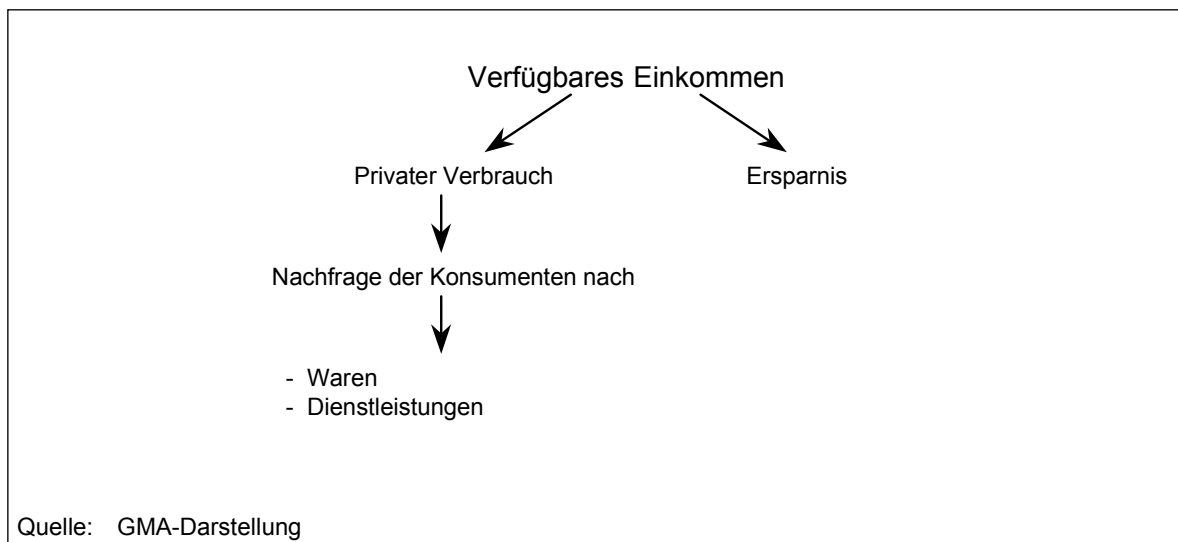 Verfügbares Einkommen
Privater Verbrauch Ersparnis
Nachfrage der Konsumenten nach
- Waren
- Dienstleistungen
Quelle: GMA-Darstellung